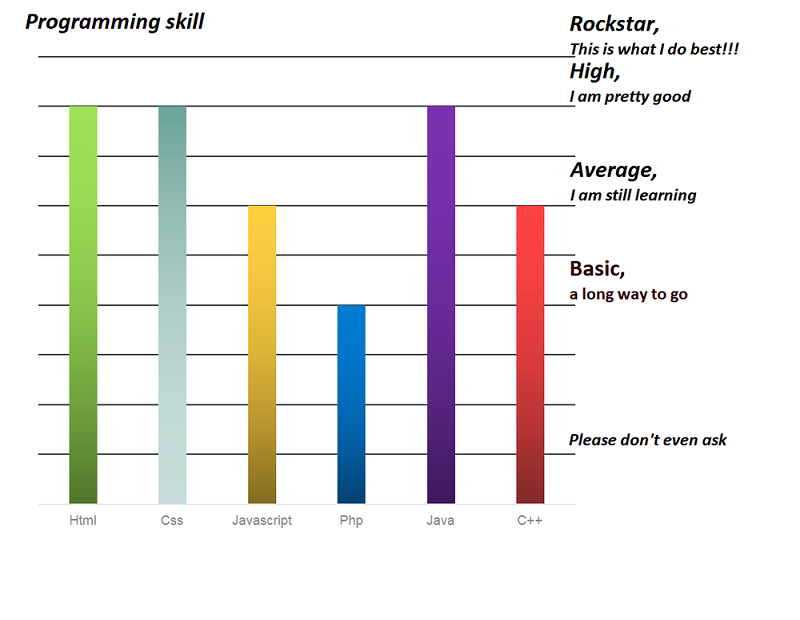 Programming skill
Rockstar,
This is what I do best!!!
High,
I am pretty good
Average,
I am still learning
Basic,
a long way to go
Please don't even ask
Html Css Javascript Php Java C++